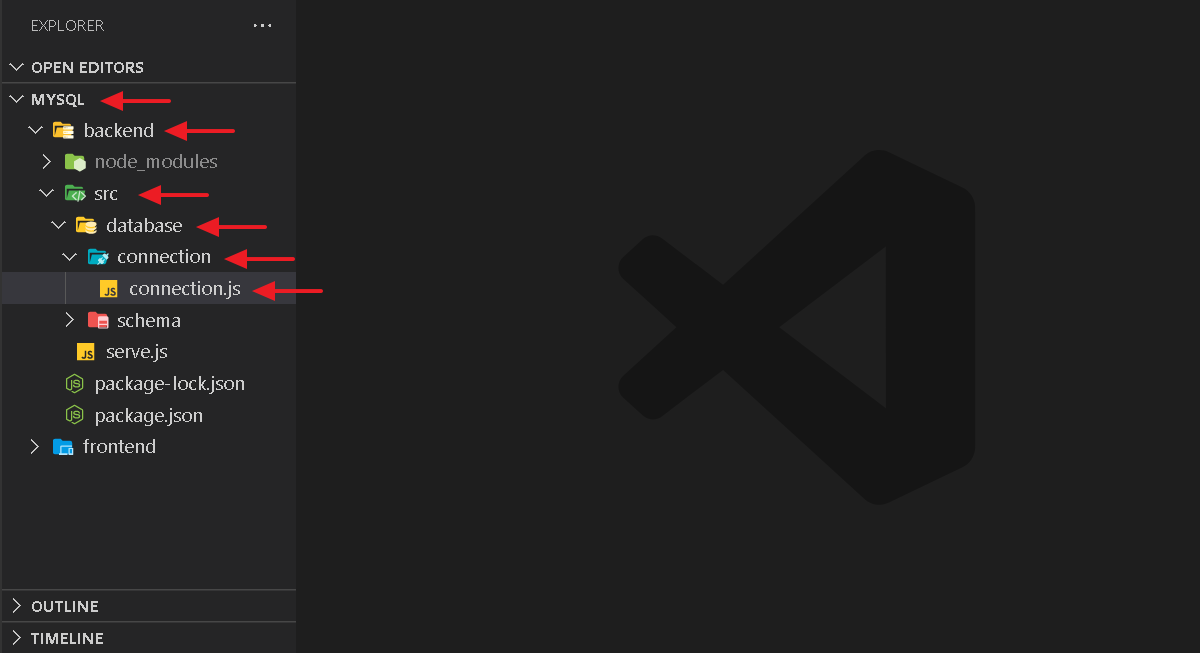 EXPLORER
OPEN EDITORS
MYSQL
backend
node_modules
src
database
connection
connection.js
schema
serve.js
package-lock.json
package.json
frontend
OUTLINE
TIMELINE